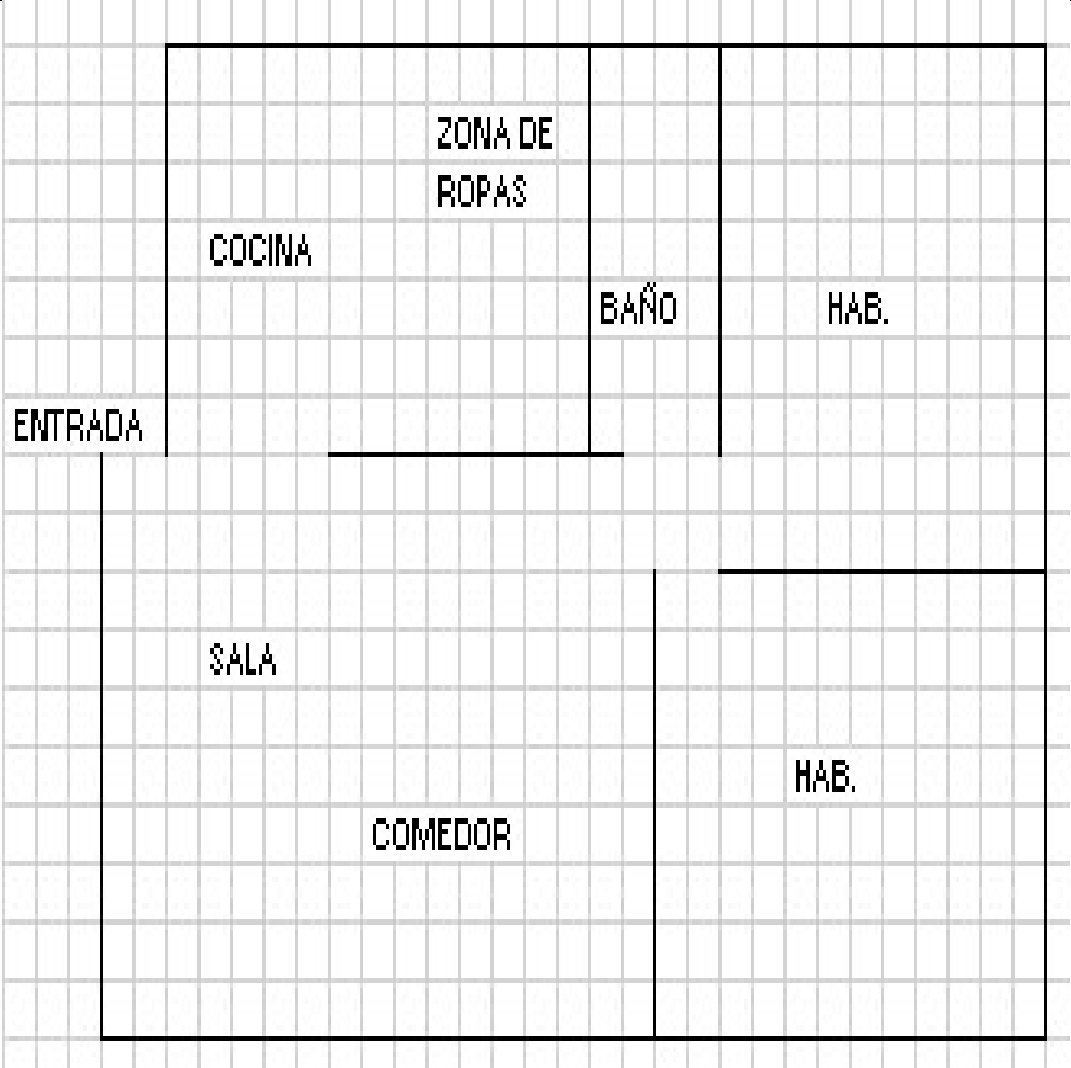 ZONA DE
ROPAS
COCINA
BAÑO
HAB.
ENTRADA
SALA
HAB.
COMEDOR